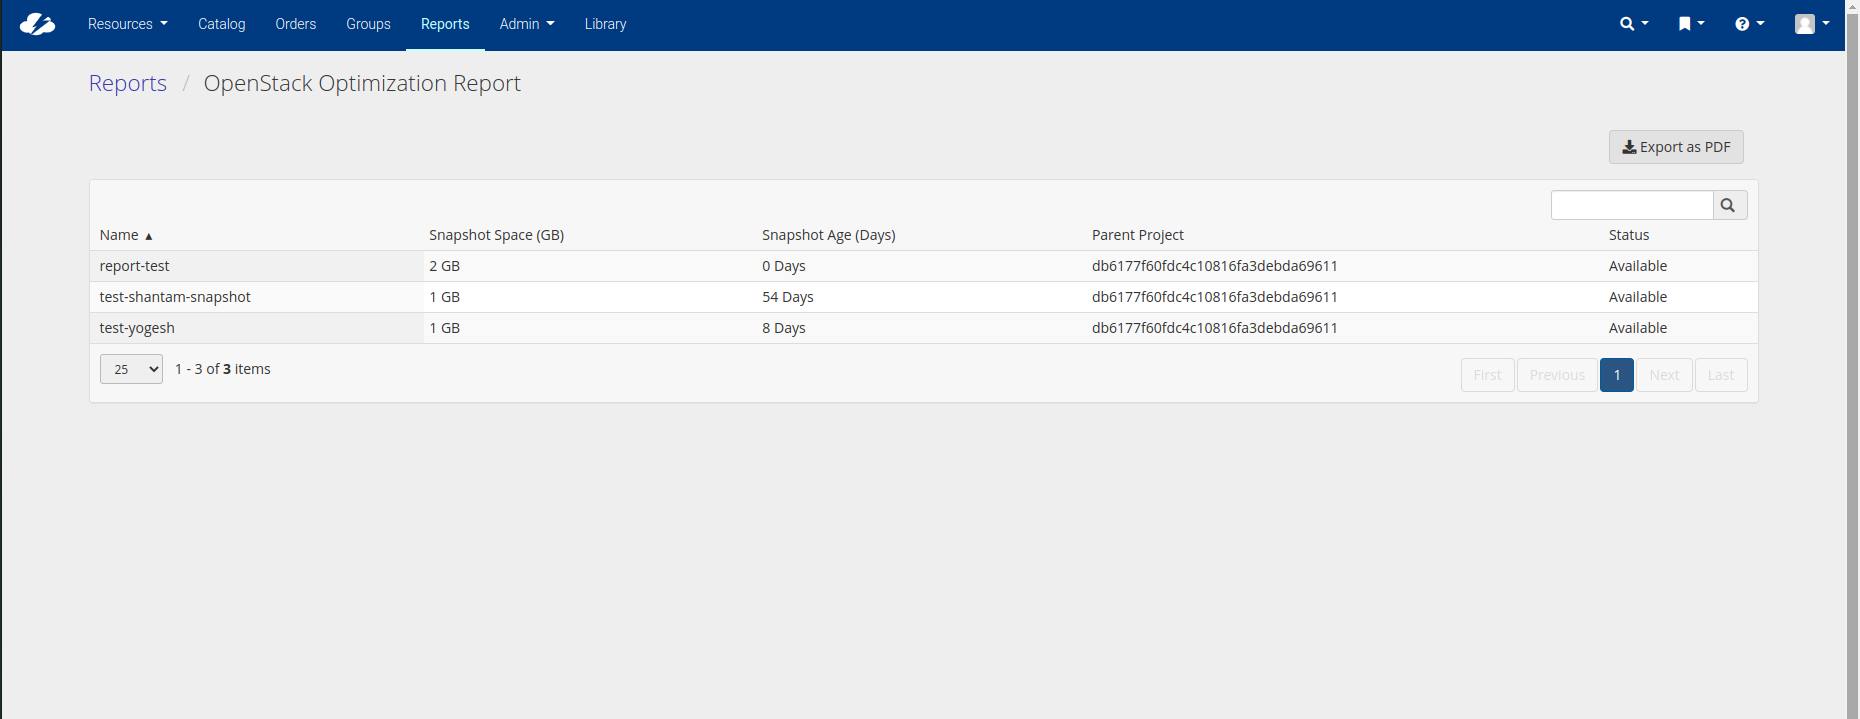 Resources Catalog Orders Groups Reports Admin Library
Reports / OpenStack Optimization Report
Export as PDF
Name ▲ Snapshot Space (GB) Snapshot Age (Days) Parent Project Status
report-test 2 GB 0 Days db6177f60fdc4c10816fa3debda69611 Available
test-shantam-snapshot 1 GB 54 Days db6177f60fdc4c10816fa3debda69611 Available
test-yogesh 1 GB 8 Days db6177f60fdc4c10816fa3debda69611 Available
25 1 - 3 of 3 items First Previous 1 Next Last